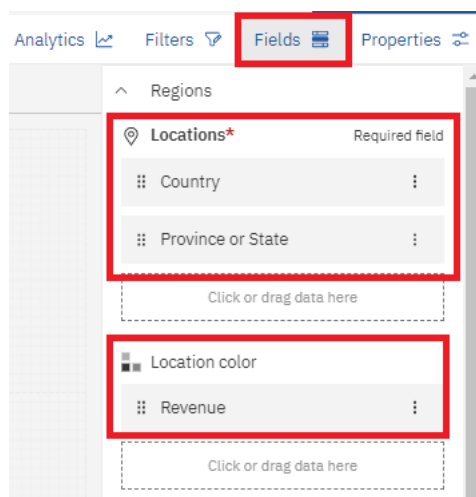 Analytics Filters Fields Properties
Regions
Locations* Required field
Country
Province or State
Click or drag data here
Location color
Revenue
Click or drag data here